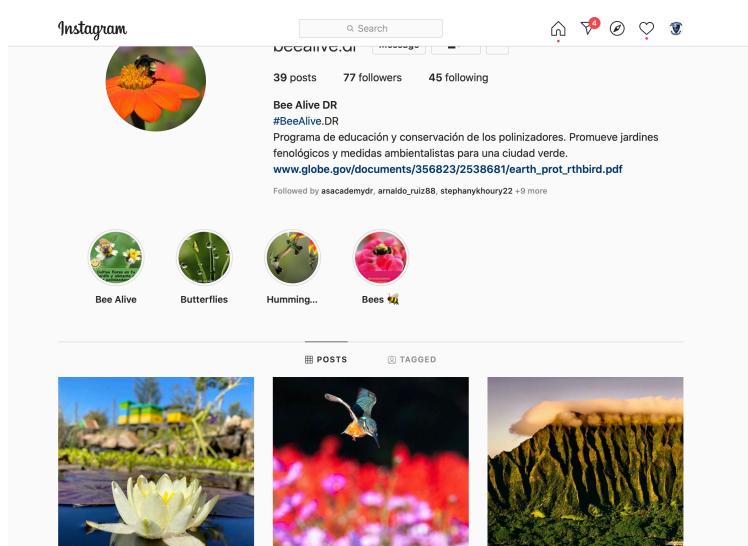 Instagram
Search
4
beealive.dr Message
39 posts 77 followers 45 following
Bee Alive DR
#BeeAlive.DR
Programa de educación y conservación de los polinizadores. Promueve jardines
fenológicos y medidas ambientalistas para una ciudad verde.
www.globe.gov/documents/356823/2538681/earth_prot_rthbird.pdf
Followed by asacademydr, arnaldo_ruiz88, stephanykhoury22 +9 more
Bee Alive Butterflies Humming... Bees 🐝
POSTS TAGGED